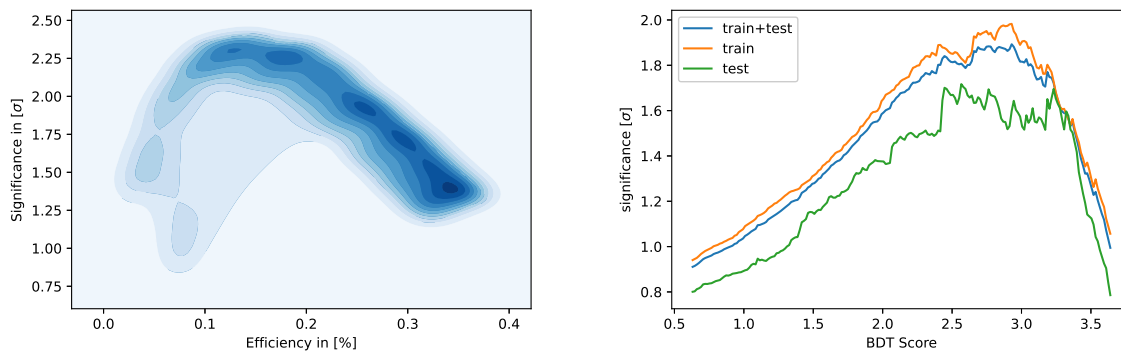 2.50
2.25
2.00
1.75
1.50
1.25
1.00
0.75
Significance in [σ]
0.0 0.1 0.2 0.3 0.4
Efficiency in [%]
2.0
1.8
1.6
1.4
1.2
1.0
0.8
significance [σ]
train+test
train
test
0.5 1.0 1.5 2.0 2.5 3.0 3.5
BDT Score